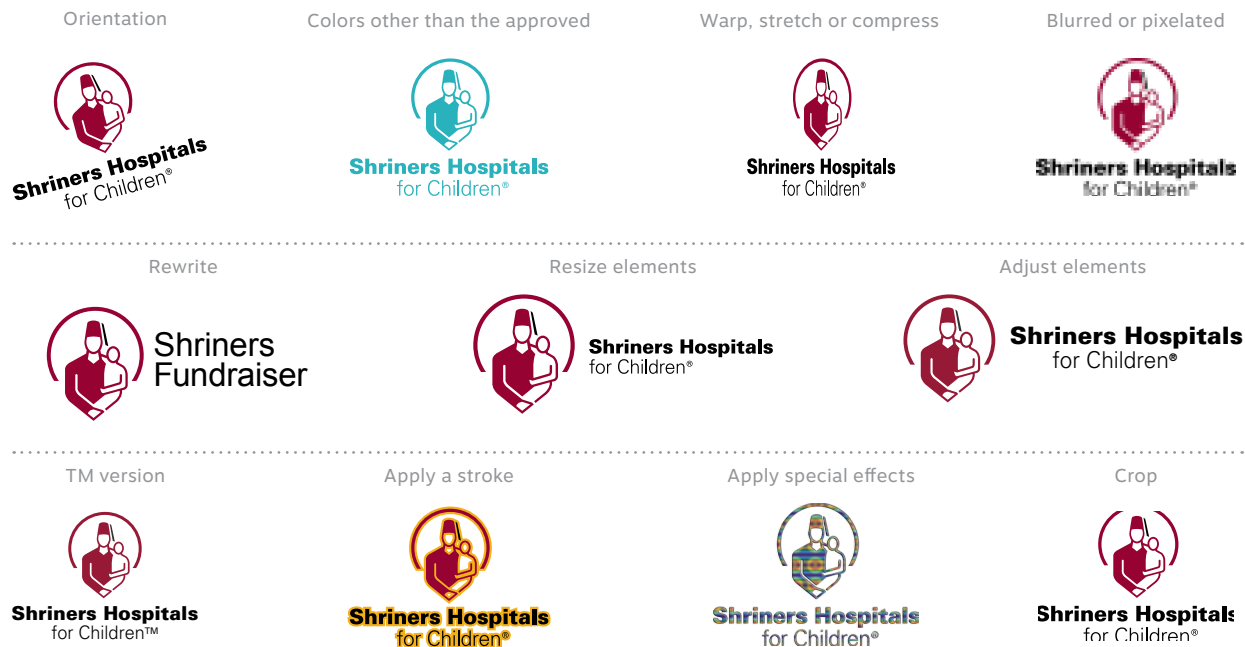 Orientation
Colors other than the approved
Warp, stretch or compress
Blurred or pixelated
Shriners Hospitals
for Children®
Shriners Hospitals
for Children®
Shriners Hospitals
for Children®
Shriners Hospitals
for Children®
Rewrite
Resize elements
Adjust elements
Shriners
Fundraiser
Shriners Hospitals
for Children®
Shriners Hospitals
for Children®
TM version
Apply a stroke
Apply special effects
Crop
Shriners Hospitals
for Children™
Shriners Hospitals
for Children®
Shriners Hospitals
for Children®
Shriners Hospitals
for Children®